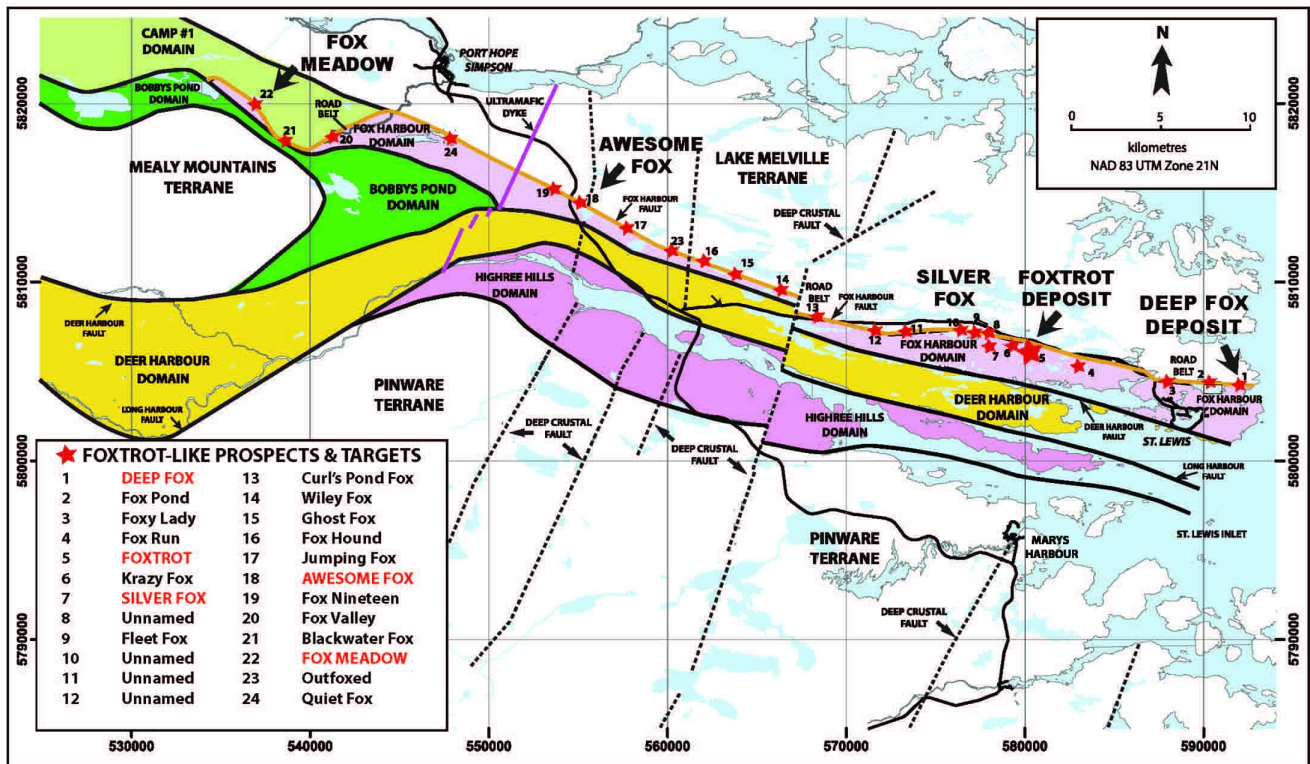 CAMP #1
DOMAIN
FOX
MEADOW
PORT HOPE
SIMPSON
N
BOBBYS POND
DOMAIN
22
ROAD
BELT
ULTRAMAFIC
DYKE
5820000
5820000
0 5 10
kilometres
NAD 83 UTM Zone 21N
21
20
FOX HARBOUR
DOMAIN
24
AWESOME
FOX
MEALY MOUNTAINS
TERRANE
LAKE MELVILLE
TERRANE
BOBBYS POND
DOMAIN
19
18
FOX HARBOUR
FAULT
17
DEEP CRUSTAL
FAULT
23
16
15
14
5810000
5810000
HIGHREE HILLS
DOMAIN
ROAD
BELT
SILVER
FOX
FOXTROT
DEPOSIT
DEEP FOX
DEPOSIT
DEER HARBOUR
FAULT
13
FOX HARBOUR
FAULT
12
11
10
9
8
7
6
5
4
3
2
1
FOX HARBOUR
DOMAIN
ROAD
BELT
FOX HARBOUR
DOMAIN
DEER HARBOUR
DOMAIN
PINWARE
TERRANE
LONG HARBOUR
FAULT
DEER HARBOUR
DOMAIN
HIGHREE HILLS
DOMAIN
DEER HARBOUR
FAULT
ST. LEWIS
DEEP CRUSTAL
FAULT
DEEP CRUSTAL
FAULT
LONG HARBOUR
FAULT
5800000
5800000
ST. LEWIS INLET
PINWARE
TERRANE
MARYS
HARBOUR
DEEP CRUSTAL
FAULT
5790000
5790000
FOXTROT-LIKE PROSPECTS & TARGETS
1 DEEP FOX 13 Curl's Pond Fox
2 Fox Pond 14 Wiley Fox
3 Foxy Lady 15 Ghost Fox
4 Fox Run 16 Fox Hound
5 FOXTROT 17 Jumping Fox
6 Krazy Fox 18 AWESOME FOX
7 SILVER FOX 19 Fox Nineteen
8 Unnamed 20 Fox Valley
9 Fleet Fox 21 Blackwater Fox
10 Unnamed 22 FOX MEADOW
11 Unnamed 23 Outfoxed
12 Unnamed 24 Quiet Fox
530000 540000 550000 560000 570000 580000 590000